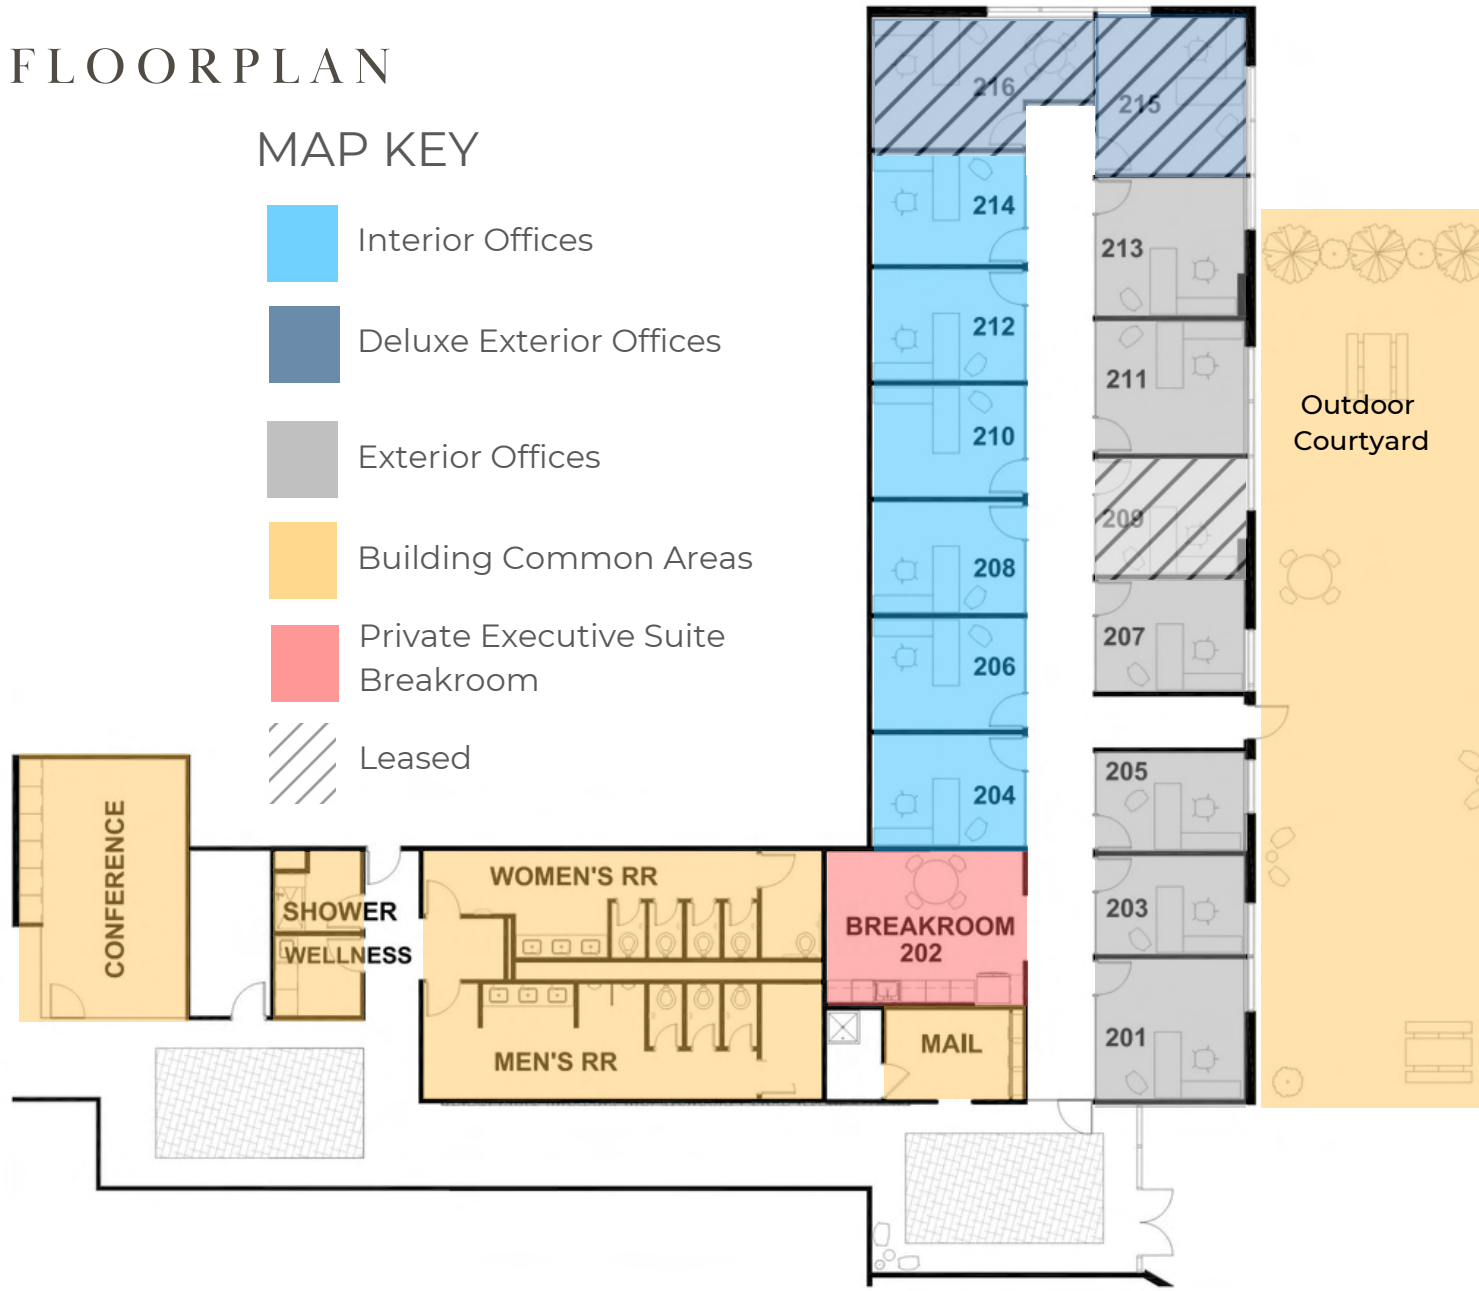 FLOORPLAN
MAP KEY
Interior Offices
Deluxe Exterior Offices
Exterior Offices
Building Common Areas
Private Executive Suite
Breakroom
Leased
216
215
214
213
212
211
210
209
208
207
206
205
204
203
201
Outdoor
Courtyard
CONFERENCE
SHOWER
WELLNESS
WOMEN'S RR
MEN'S RR
BREAKROOM
202
MAIL